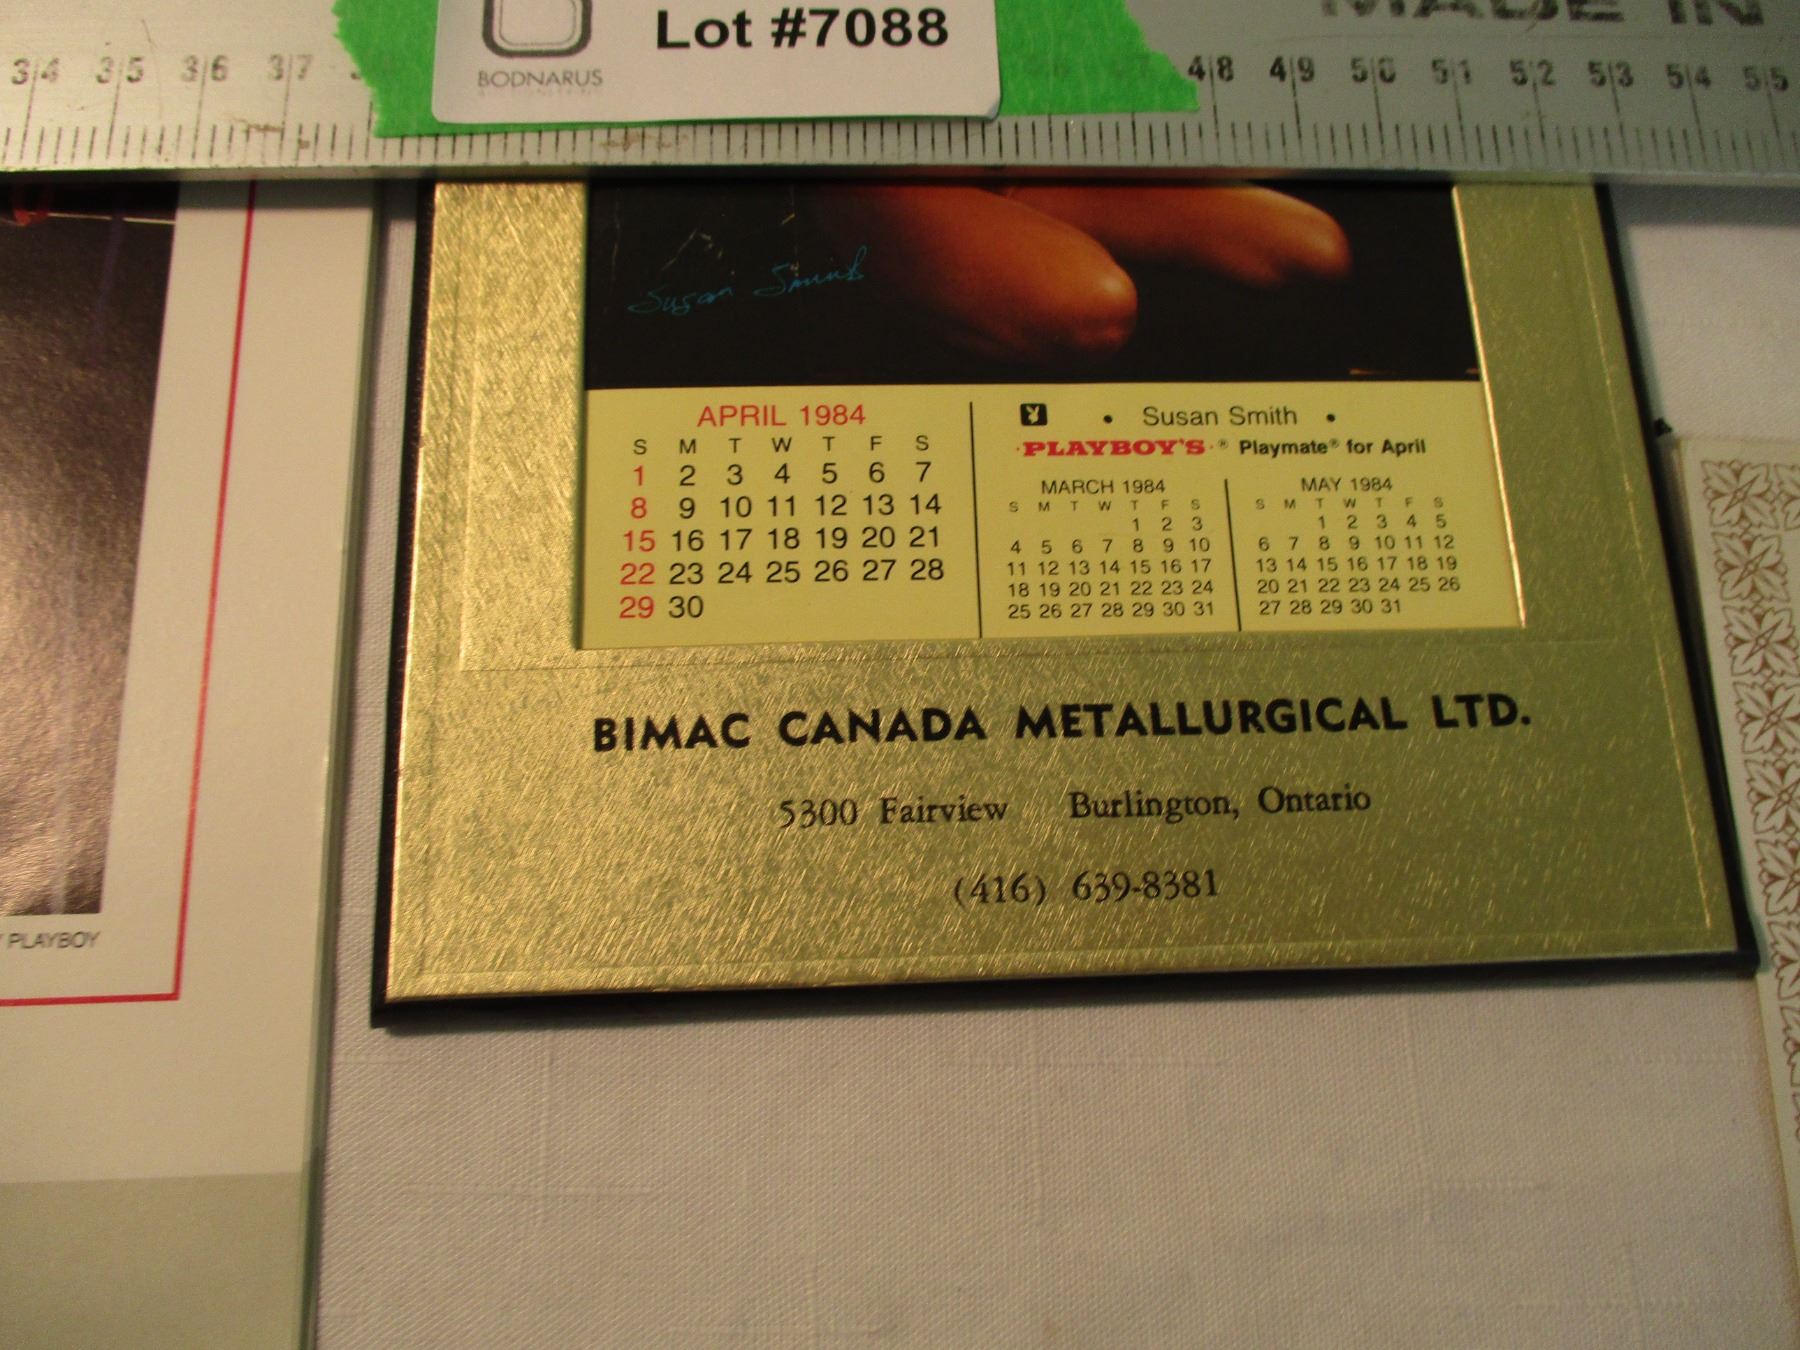 Lot #7088
BODNARUS
MADE IN
34 35 36 37 48 49 50 51 52 53 54 55
Susan Smith
APRIL 1984
S M T W T F S
1 2 3 4 5 6 7
8 9 10 11 12 13 14
15 16 17 18 19 20 21
22 23 24 25 26 27 28
29 30
• Susan Smith •
PLAYBOY'S® Playmate® for April
MARCH 1984
S M T W T F S
1 2 3
4 5 6 7 8 9 10
11 12 13 14 15 16 17
18 19 20 21 22 23 24
25 26 27 28 29 30 31
MAY 1984
S M T W T F S
1 2 3 4 5
6 7 8 9 10 11 12
13 14 15 16 17 18 19
20 21 22 23 24 25 26
27 28 29 30 31
BIMAC CANADA METALLURGICAL LTD.
5300 Fairview Burlington, Ontario
(416) 639-8381
PLAYBOY